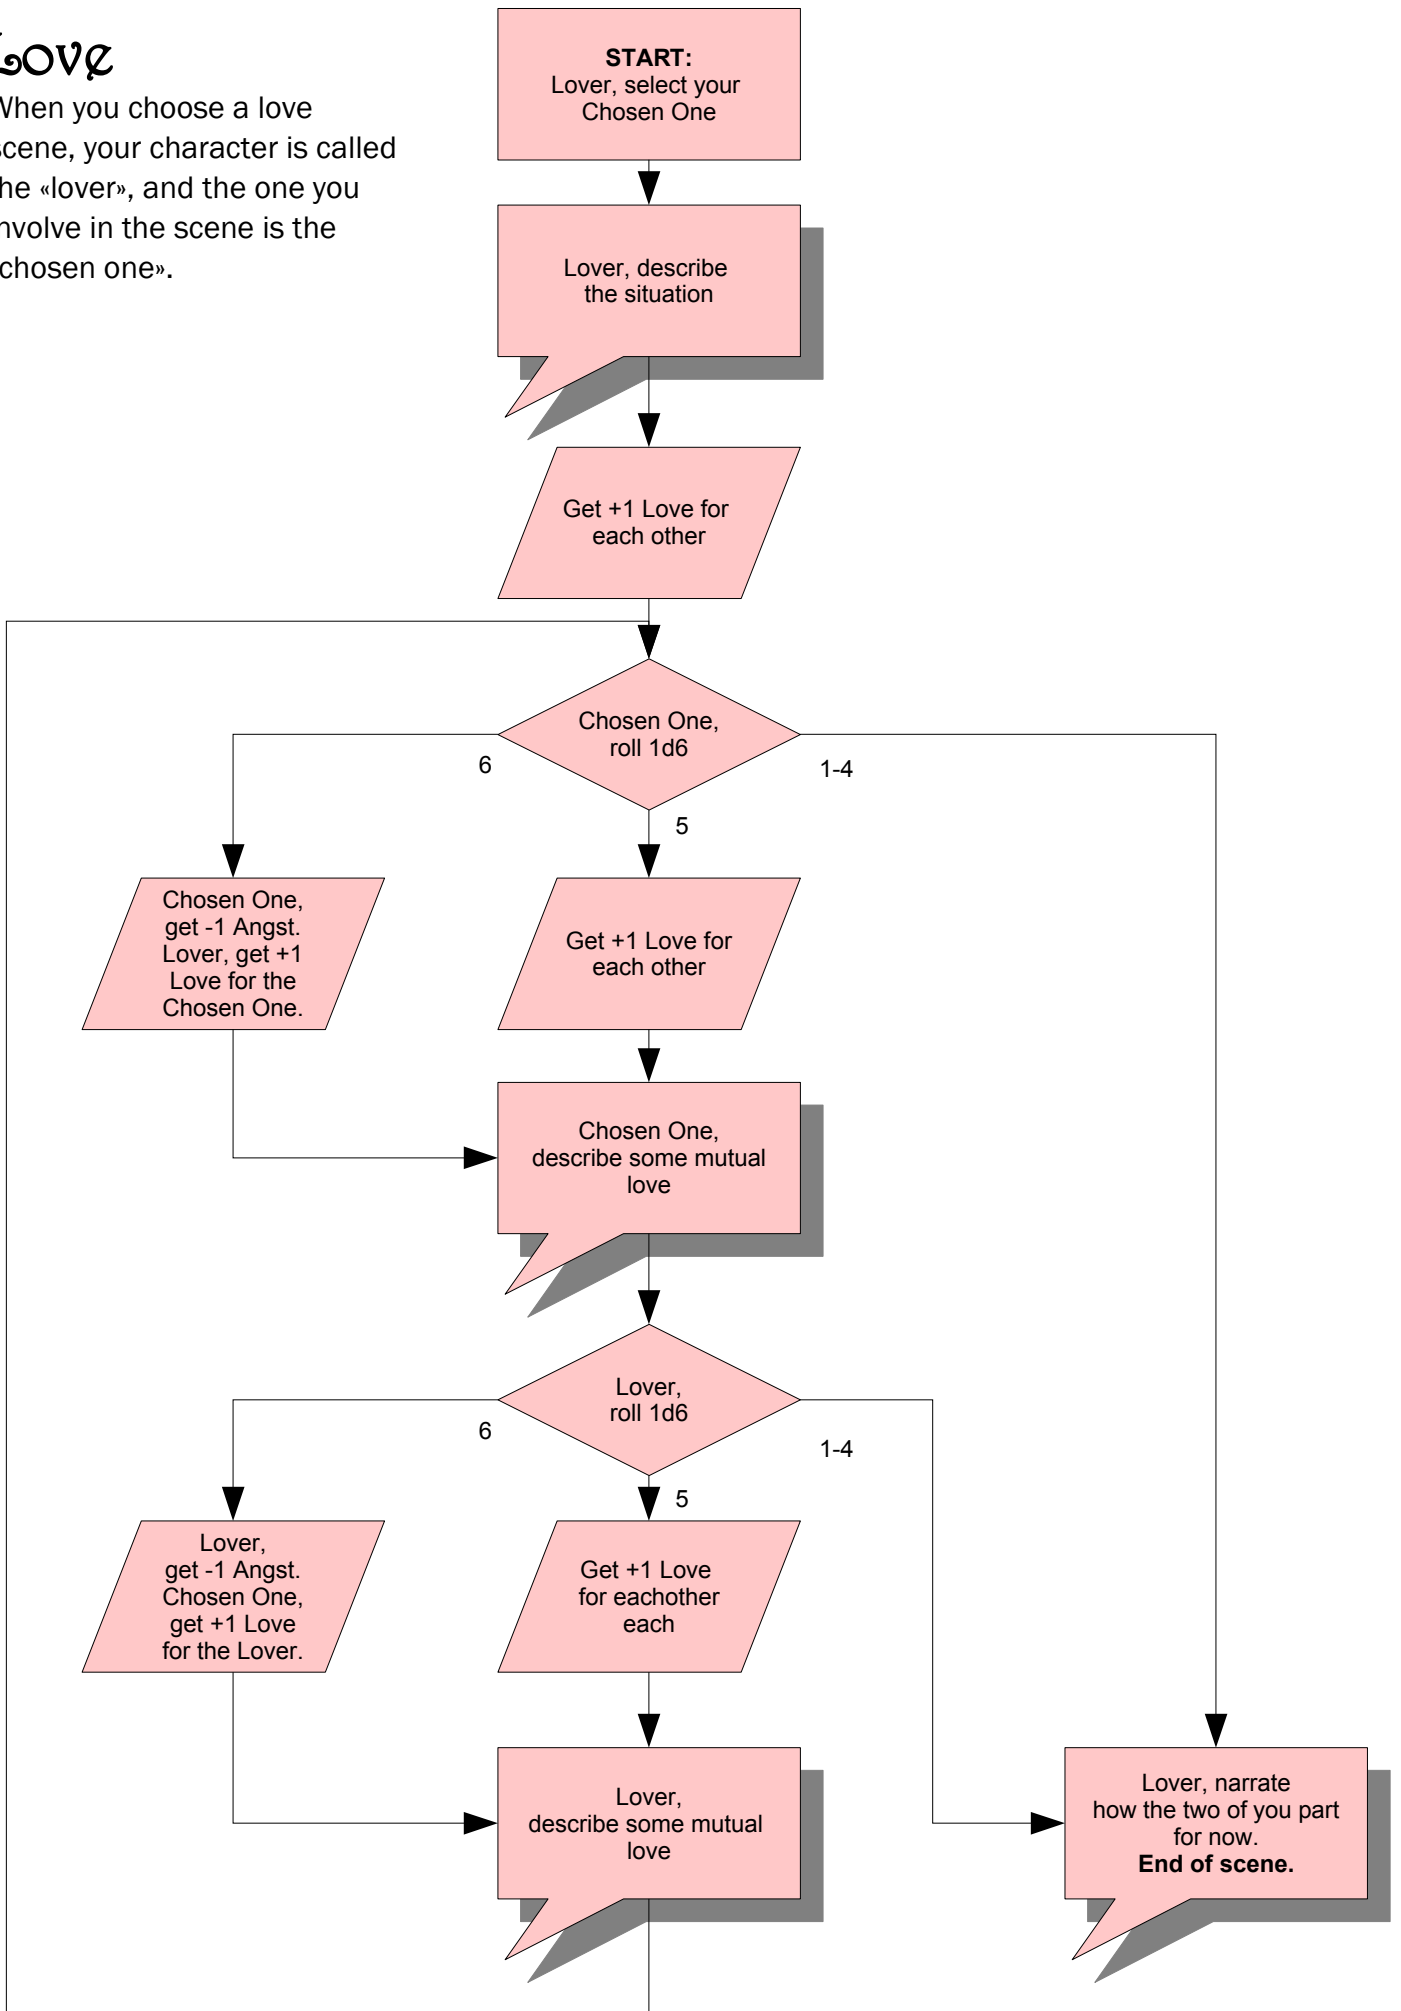 Love
When you choose a love
scene, your character is called
the «lover», and the one you
involve in the scene is the
‹chosen one».
START:
Lover, select your
Chosen One
Lover, describe
the situation
Get +1 Love for
each other
Chosen One,
roll 1d6
6
1-4
5
Chosen One,
get -1 Angst.
Lover, get +1
Love for the
Chosen One.
Get +1 Love for
each other
Chosen One,
describe some mutual
love
Lover,
roll 1d6
6
1-4
5
Lover,
get -1 Angst.
Chosen One,
get +1 Love
for the Lover.
Get +1 Love
for eachother
each
Lover,
describe some mutual
love
Lover, narrate
how the two of you part
for now.
End of scene.